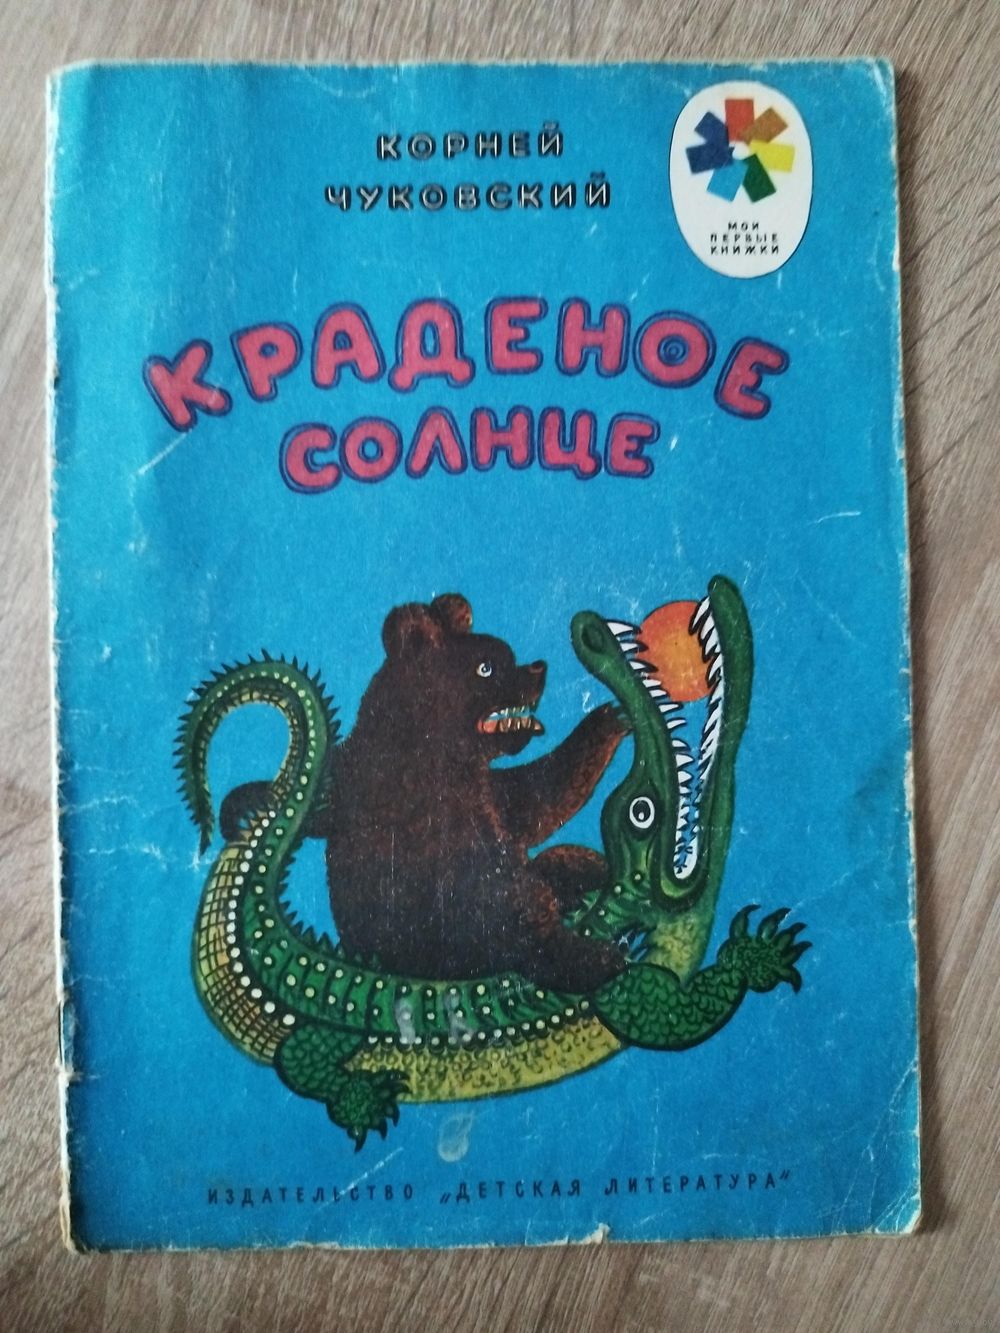 КОРНЕЙ
ЧУКОВСКИЙ
МОИ
ПЕРВЫЕ
КНИЖКИ
КРАДЕНОЕ
СОЛНЦЕ
ИЗДАТЕЛЬСТВО „ДЕТСКАЯ ЛИТЕРАТУРА“